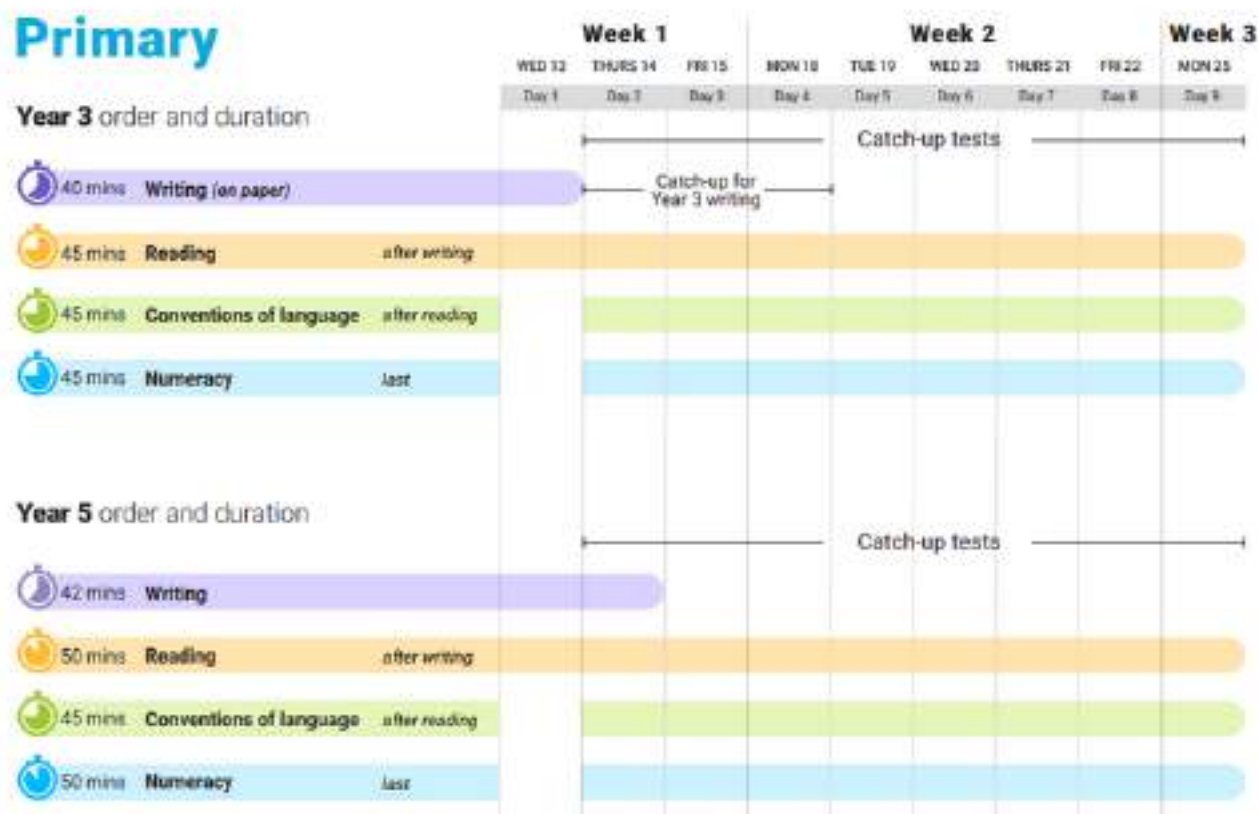 Primary
Week 1 Week 2 Week 3
WED 13 THURS 14 FRI 15 MON 18 TUE 19 WED 20 THURS 21 FRI 22 MON 25
Day 1 Day 2 Day 3 Day 4 Day 5 Day 6 Day 7 Day 8 Day 9
Year 3 order and duration
Catch-up tests
40 mins Writing (on paper)
Catch-up for
Year 3 writing
45 mins Reading after writing
45 mins Conventions of language after reading
45 mins Numeracy last
Year 5 order and duration
Catch-up tests
42 mins Writing
50 mins Reading after writing
45 mins Conventions of language after reading
50 mins Numeracy last